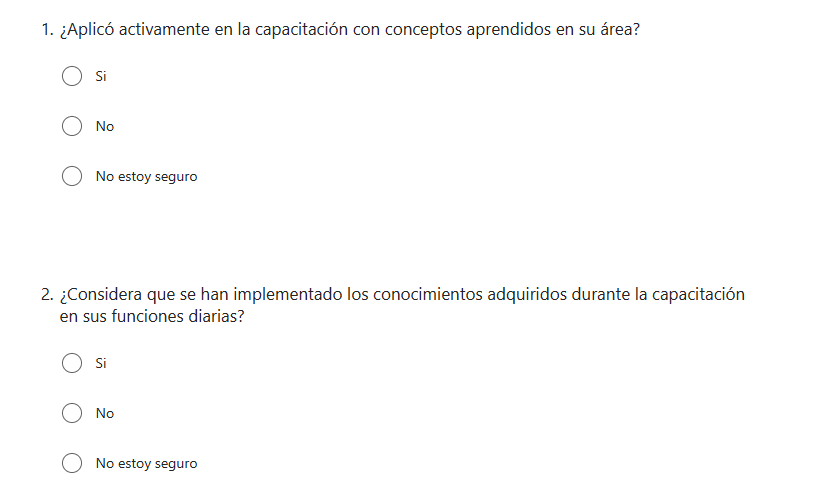 1. ¿Aplicó activamente en la capacitación con conceptos aprendidos en su área?
Si
No
No estoy seguro
2. ¿Considera que se han implementado los conocimientos adquiridos durante la capacitación
en sus funciones diarias?
Si
No
No estoy seguro